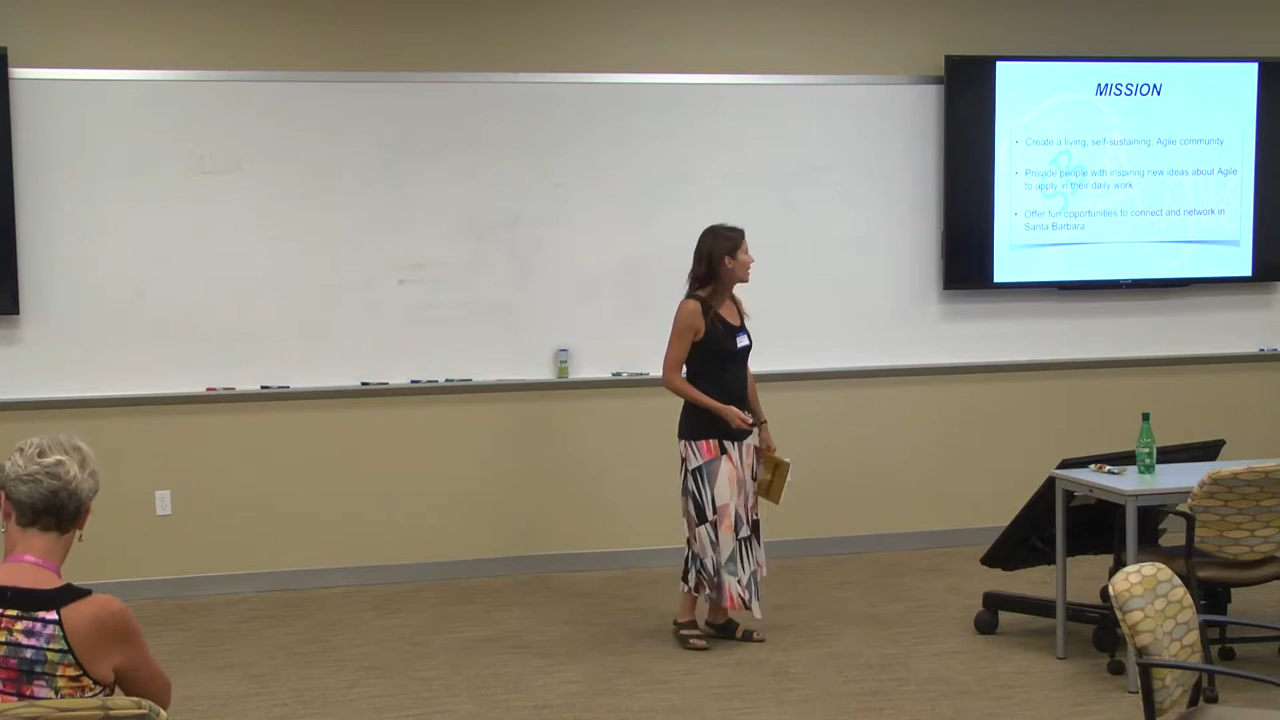 MISSION
• Create a living, self-sustaining, Agile community
• Provide people with inspiring new ideas about Agile
to apply in their daily work
• Offer fun opportunities to connect and network in
Santa Barbara